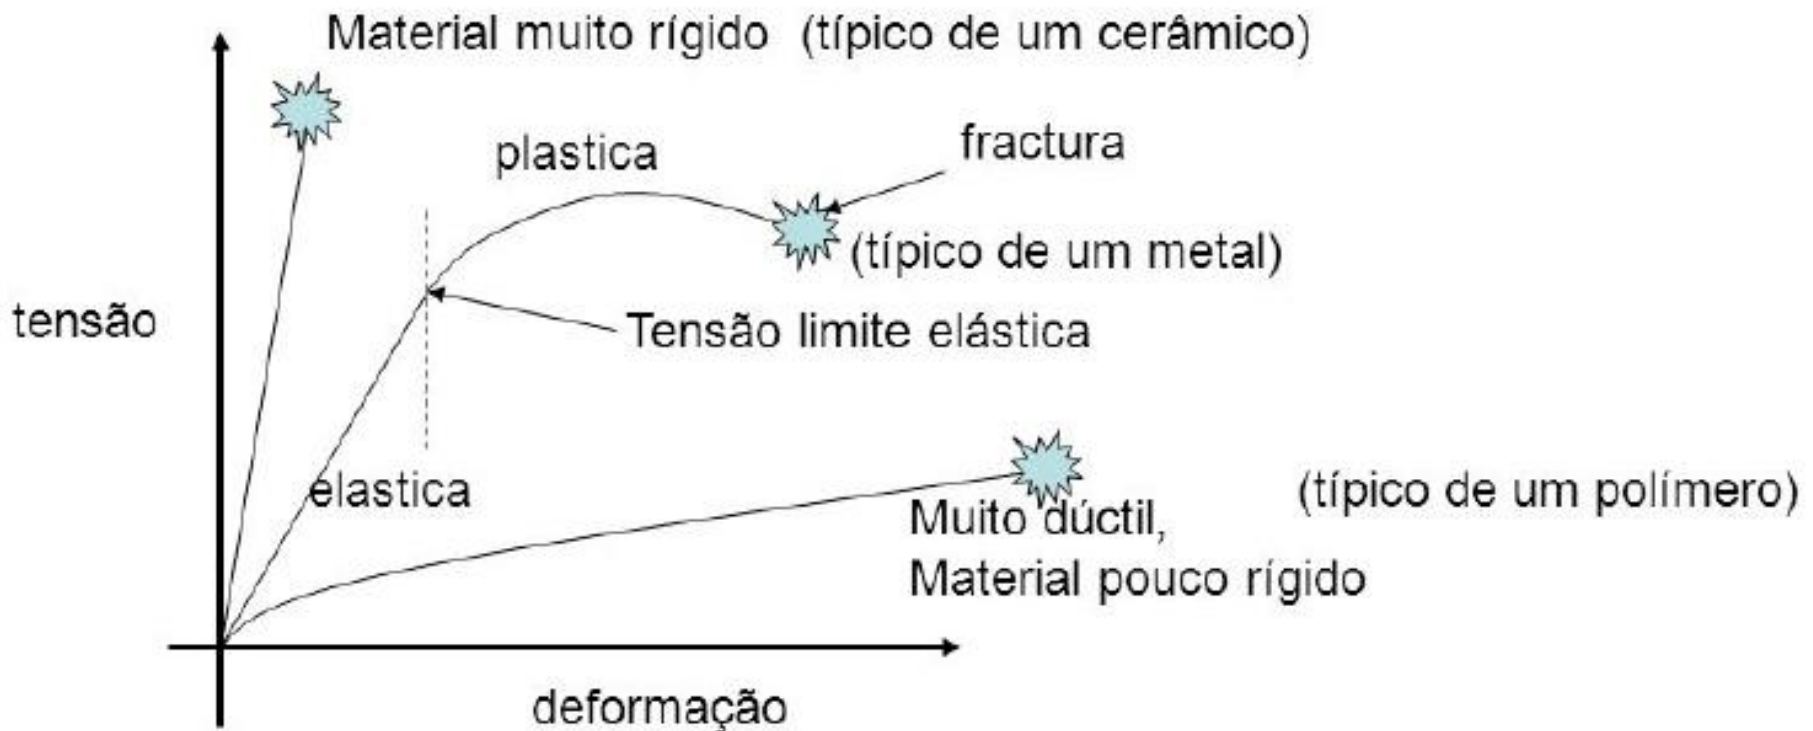 Material muito rígido (típico de um cerâmico)
plastica
fractura
(típico de um metal)
tensão
Tensão limite elástica
elastica
(típico de um polímero)
Muito dúctil,
Material pouco rígido
deformação